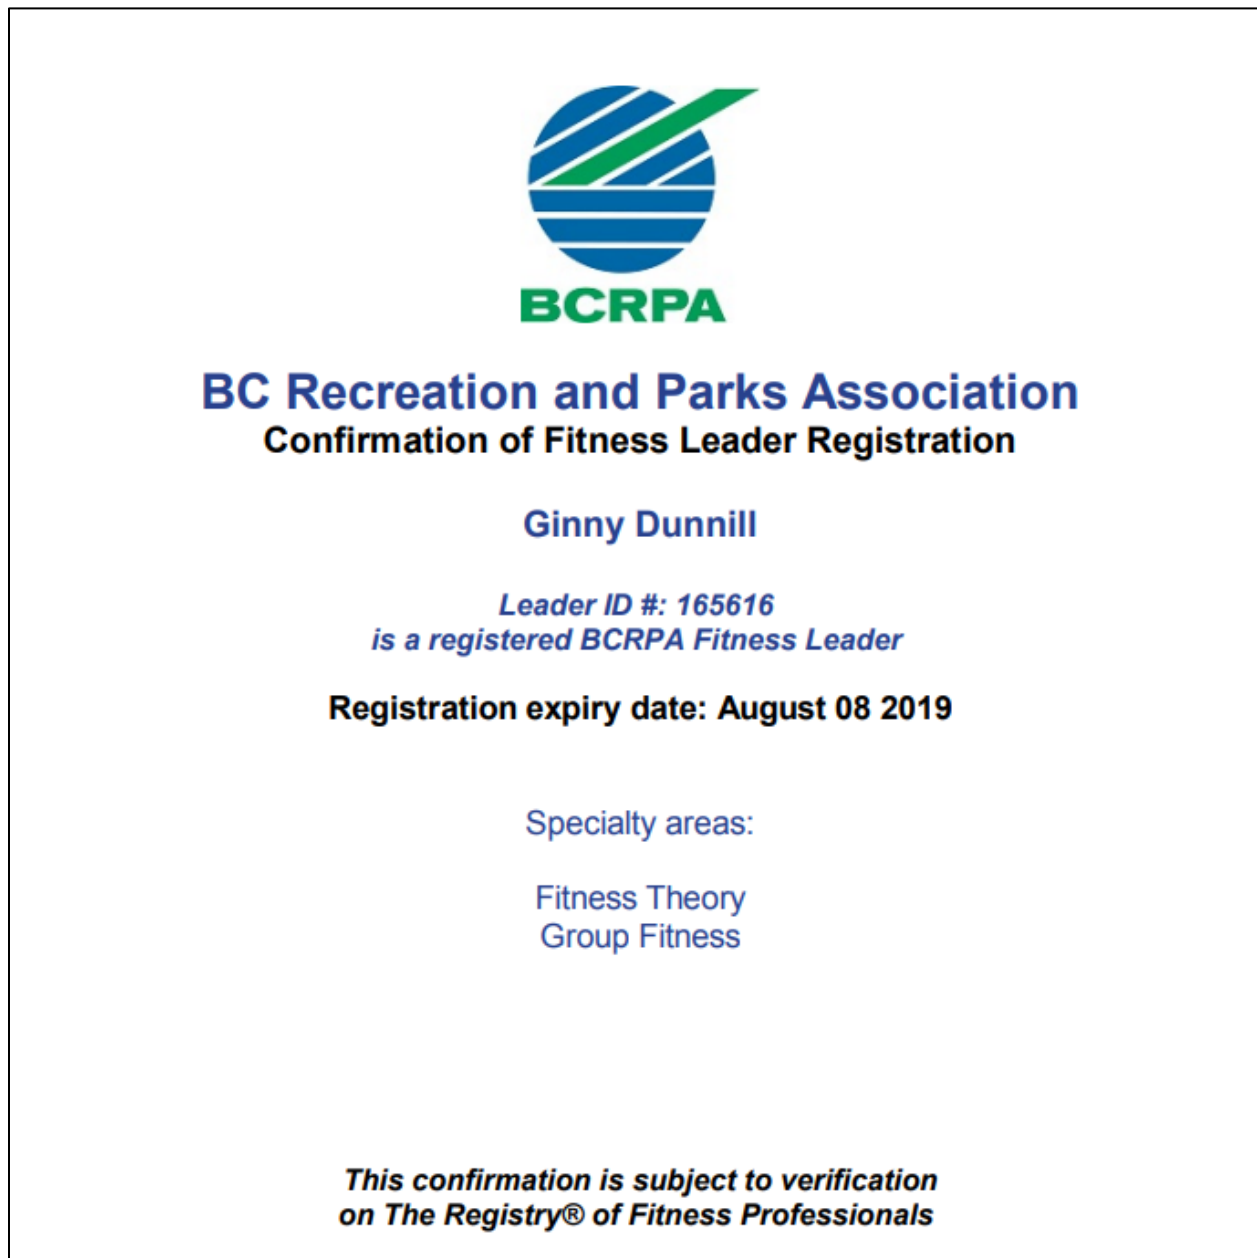 BCRPA
BC Recreation and Parks Association
Confirmation of Fitness Leader Registration
Ginny Dunnill
Leader ID #: 165616
is a registered BCRPA Fitness Leader
Registration expiry date: August 08 2019
Specialty areas:
Fitness Theory
Group Fitness
This confirmation is subject to verification
on The Registry® of Fitness Professionals